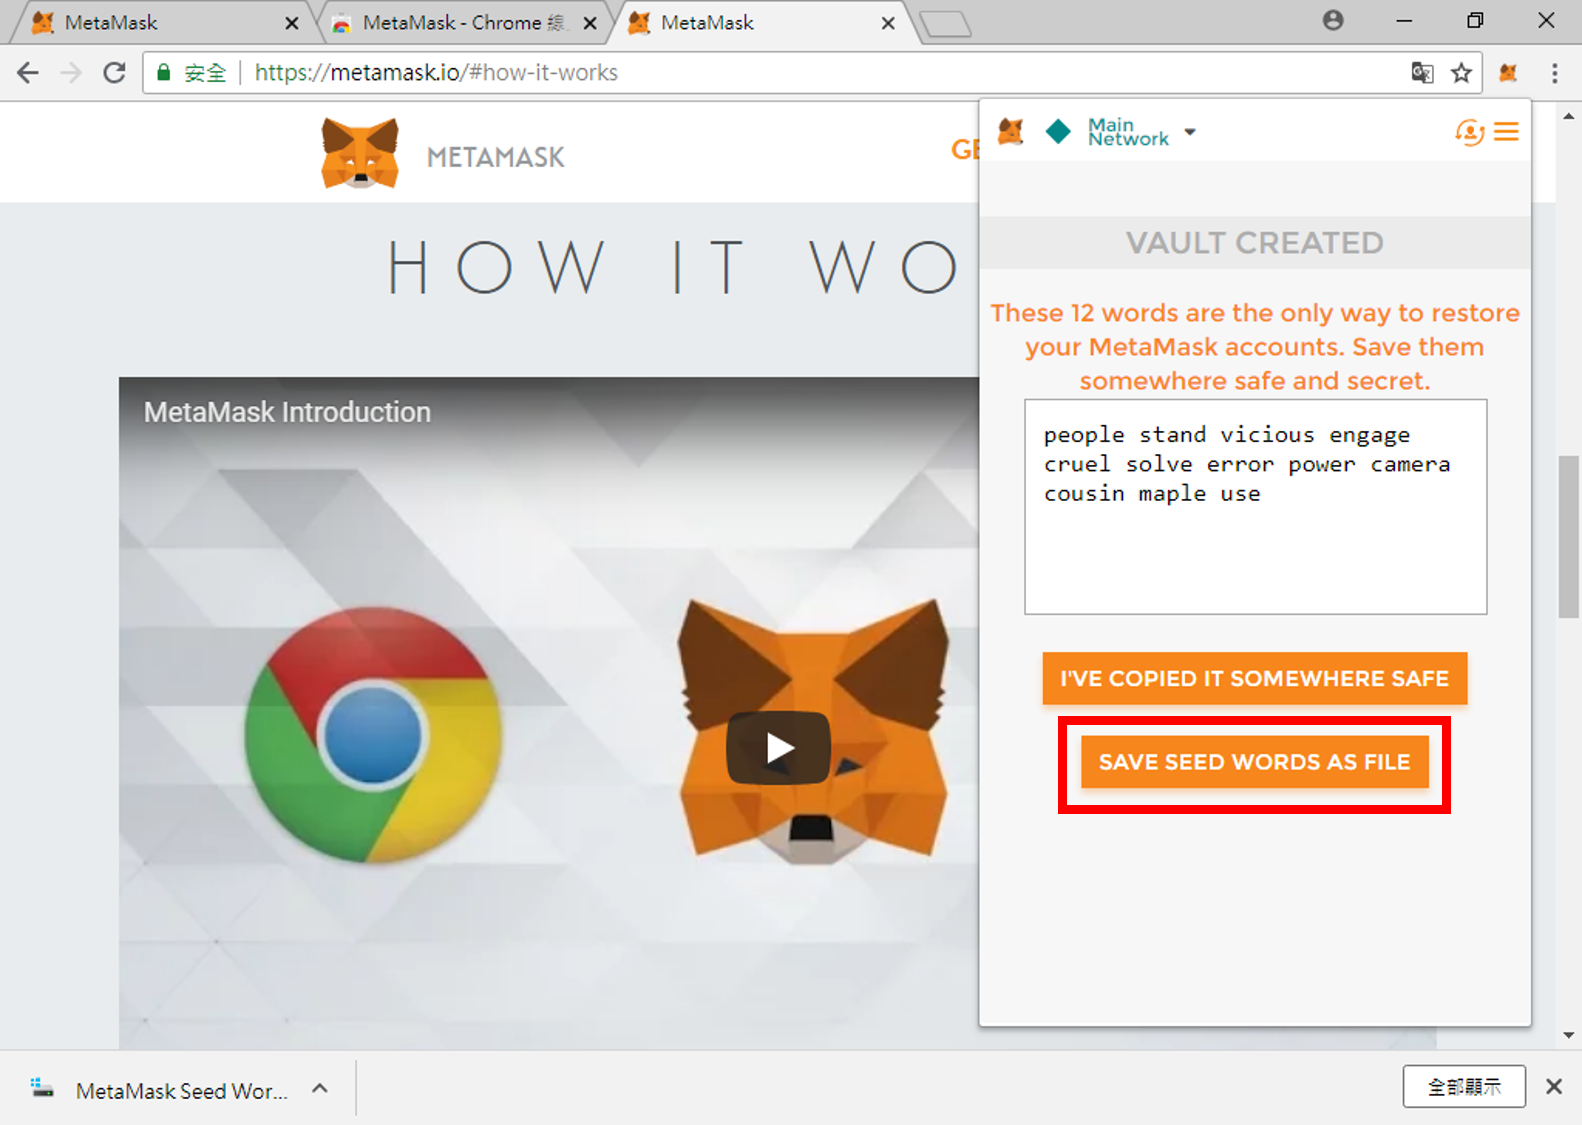 MetaMask
MetaMask - Chrome 線
MetaMask
安全
https://metamask.io/#how-it-works
METAMASK
GE
Main
Network
HOW IT WO
VAULT CREATED
These 12 words are the only way to restore
your MetaMask accounts. Save them
somewhere safe and secret.
people stand vicious engage
cruel solve error power camera
cousin maple use
MetaMask Introduction
I'VE COPIED IT SOMEWHERE SAFE
SAVE SEED WORDS AS FILE
MetaMask Seed Wor...
全部顯示